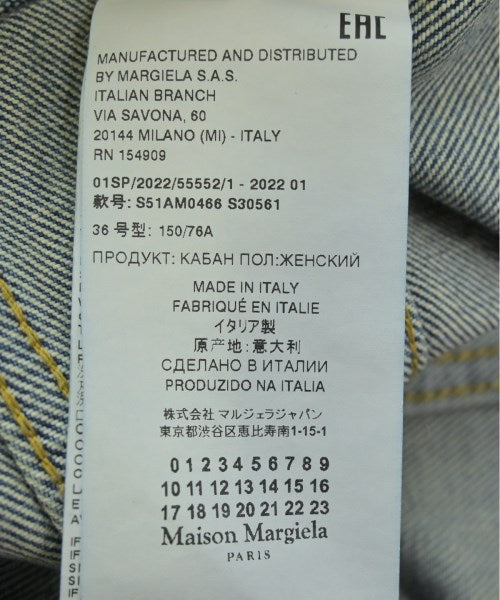 EAC
MANUFACTURED AND DISTRIBUTED
BY MARGIELA S.A.S.
ITALIAN BRANCH
VIA SAVONA, 60
20144 MILANO (MI) - ITALY
RN 154909
01SP/2022/55552/1 - 2022 01
款号: S51AM0466 S30561
36 号型: 150/76A
ПРОДУКТ: КАБАН ПОЛ:ЖЕНСКИЙ
MADE IN ITALY
FABRIQUÉ EN ITALIE
イタリア製
原产地:意大利
СДЕЛАНО В ИТАЛИИ
PRODUZIDO NA ITALIA
株式会社 マルジェラジャパン
東京都渋谷区恵比寿南1-15-1
0 1 2 3 4 5 6 7 8 9
10 11 12 13 14 15 16
17 18 19 20 21 22 23
Maison Margiela
PARIS